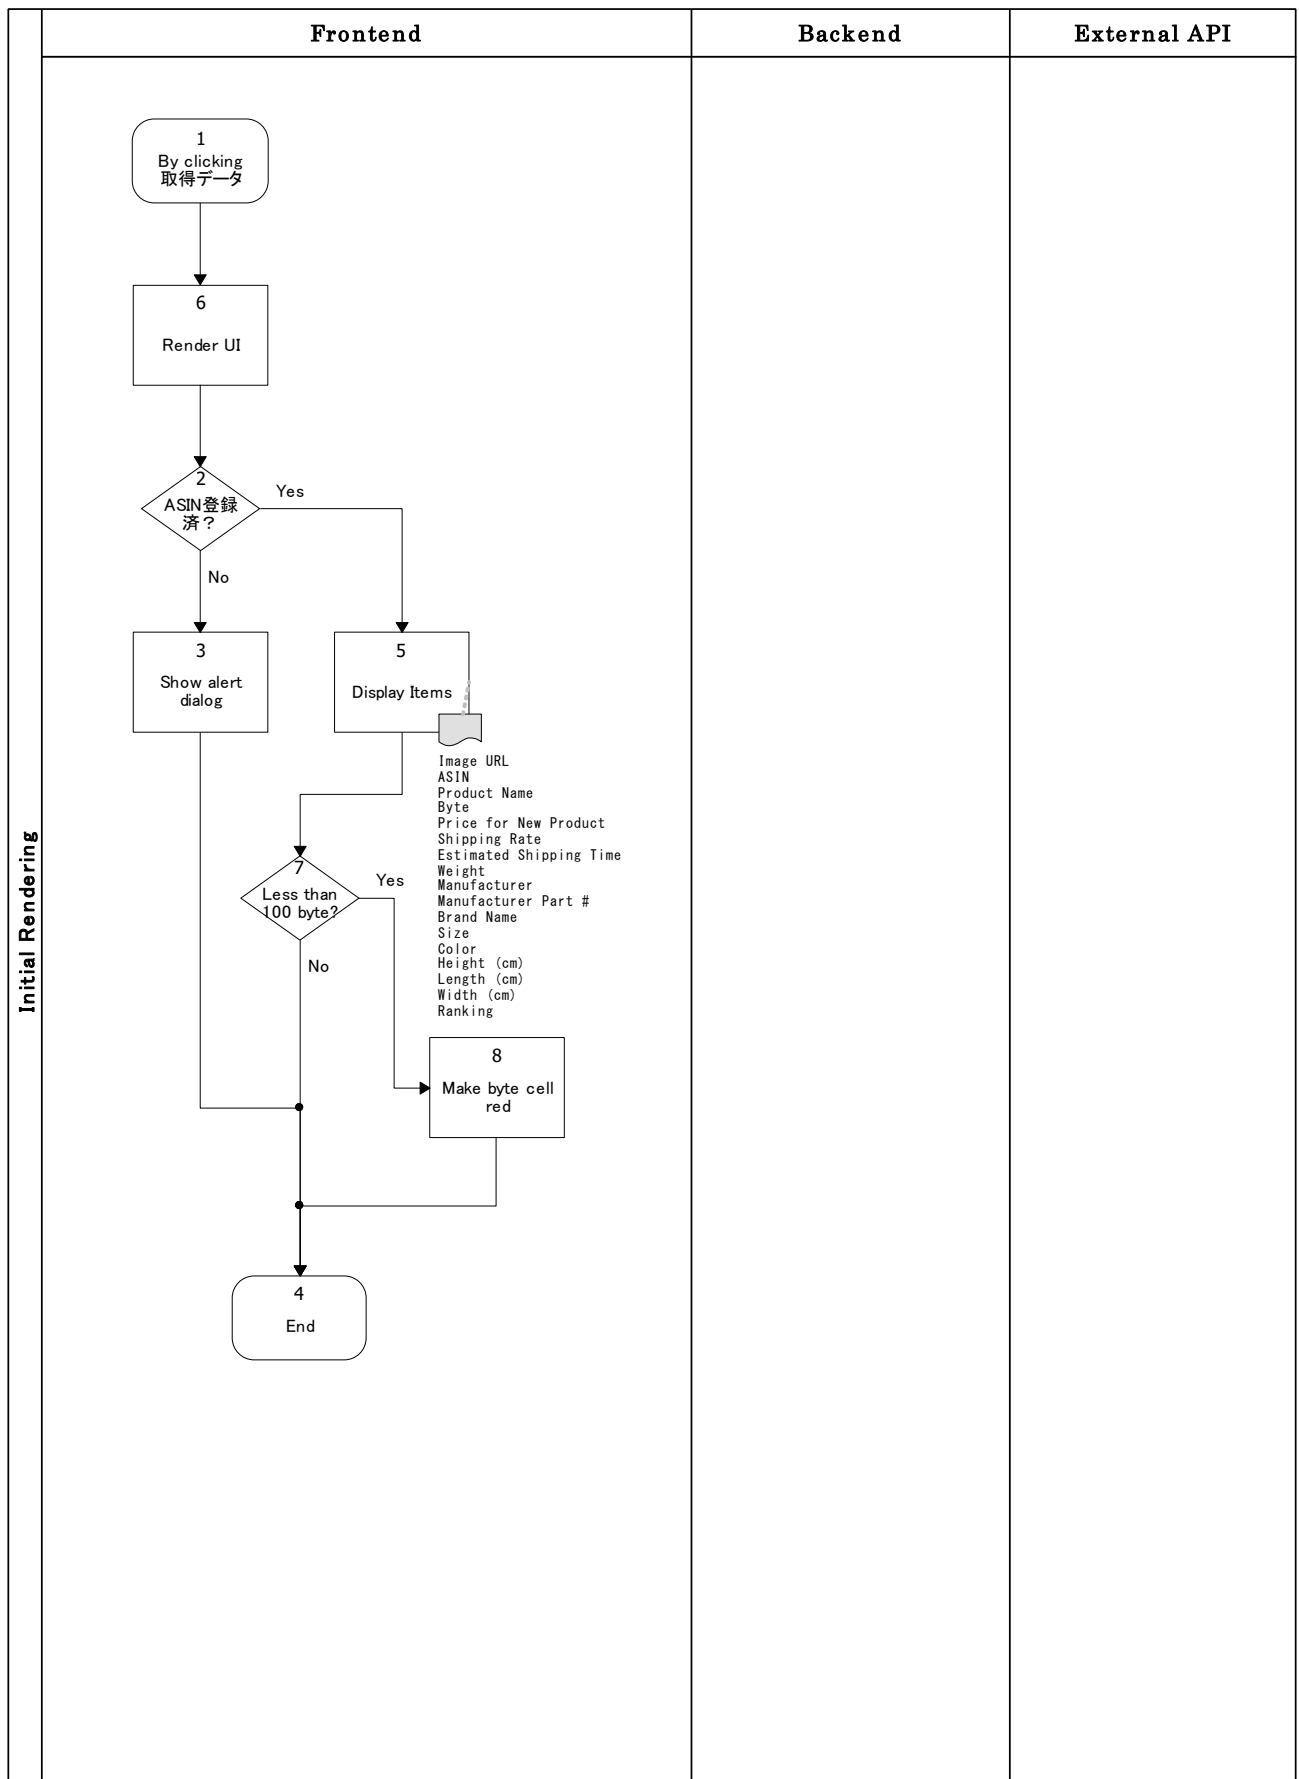 Frontend
Backend
External API
Initial Rendering
1
By clicking
取得データ
6
Render UI
2
ASIN登録
済？
Yes
No
3
Show alert
dialog
5
Display Items
Image URL
ASIN
Product Name
Byte
Price for New Product
Shipping Rate
Estimated Shipping Time
Weight
Manufacturer
Manufacturer Part #
Brand Name
Size
Color
Height (cm)
Length (cm)
Width (cm)
Ranking
7
Less than
100 byte?
Yes
No
8
Make byte cell
red
4
End